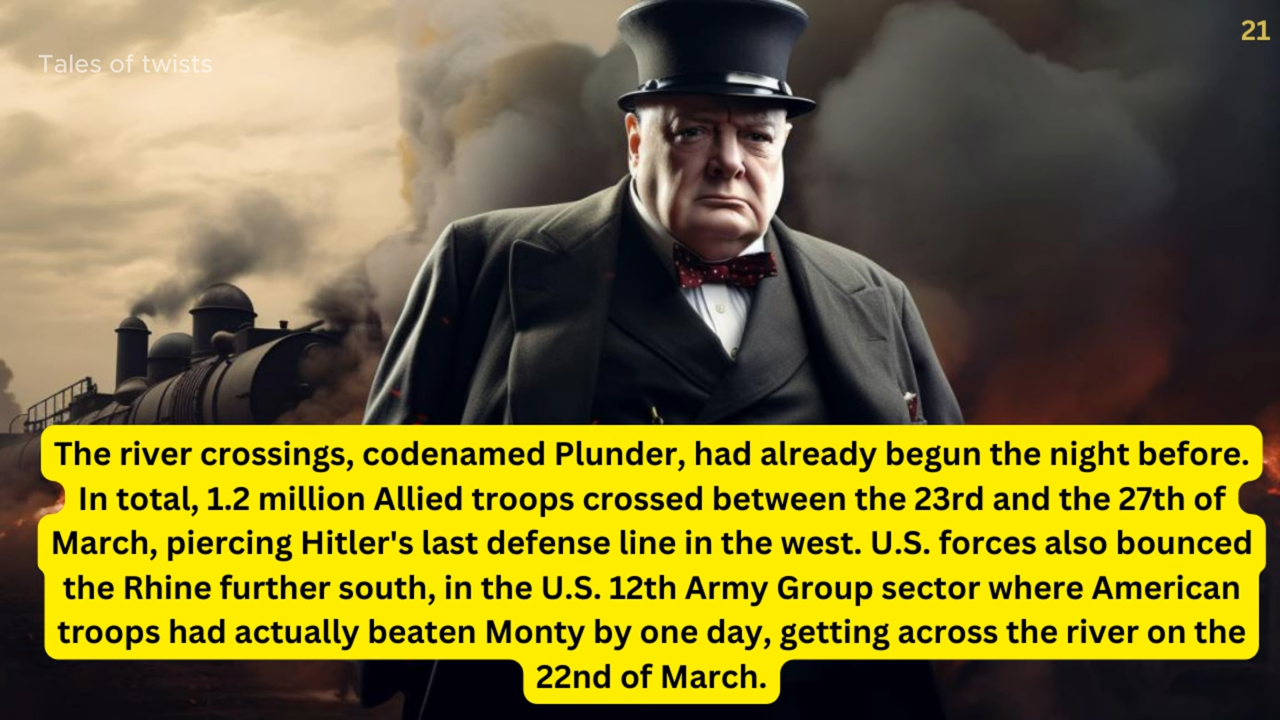 Tales of twists
21
The river crossings, codenamed Plunder, had already begun the night before.
In total, 1.2 million Allied troops crossed between the 23rd and the 27th of
March, piercing Hitler's last defense line in the west. U.S. forces also bounced
the Rhine further south, in the U.S. 12th Army Group sector where American
troops had actually beaten Monty by one day, getting across the river on the
22nd of March.